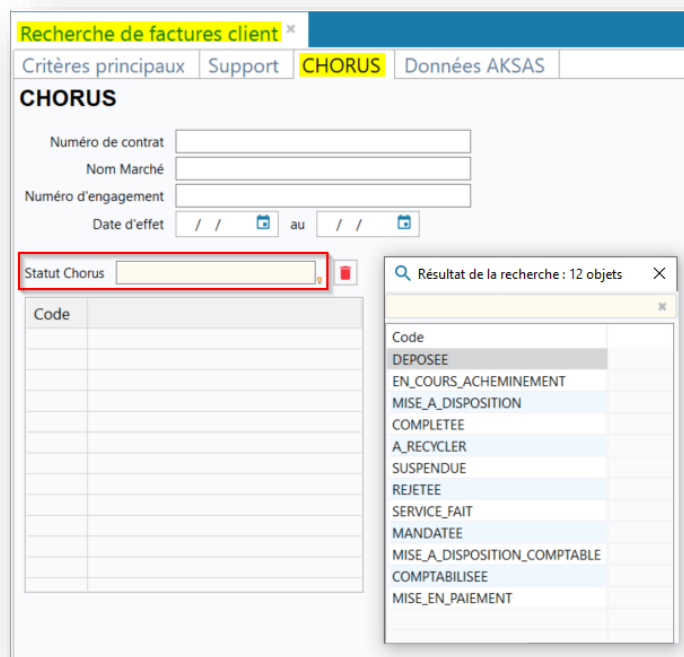 Recherche de factures client
Critères principaux Support CHORUS Données AKSAS
CHORUS
Numéro de contrat
Nom Marché
Numéro d'engagement
Date d'effet / / au / /
Statut Chorus
Code
Résultat de la recherche : 12 objets
Code
DEPOSEE
EN_COURS_ACHEMINEMENT
MISE_A_DISPOSITION
COMPLETEE
A_RECYCLER
SUSPENDUE
REJETEE
SERVICE_FAIT
MANDATEE
MISE_A_DISPOSITION_COMPTABLE
COMPTABILISEE
MISE_EN_PAIEMENT